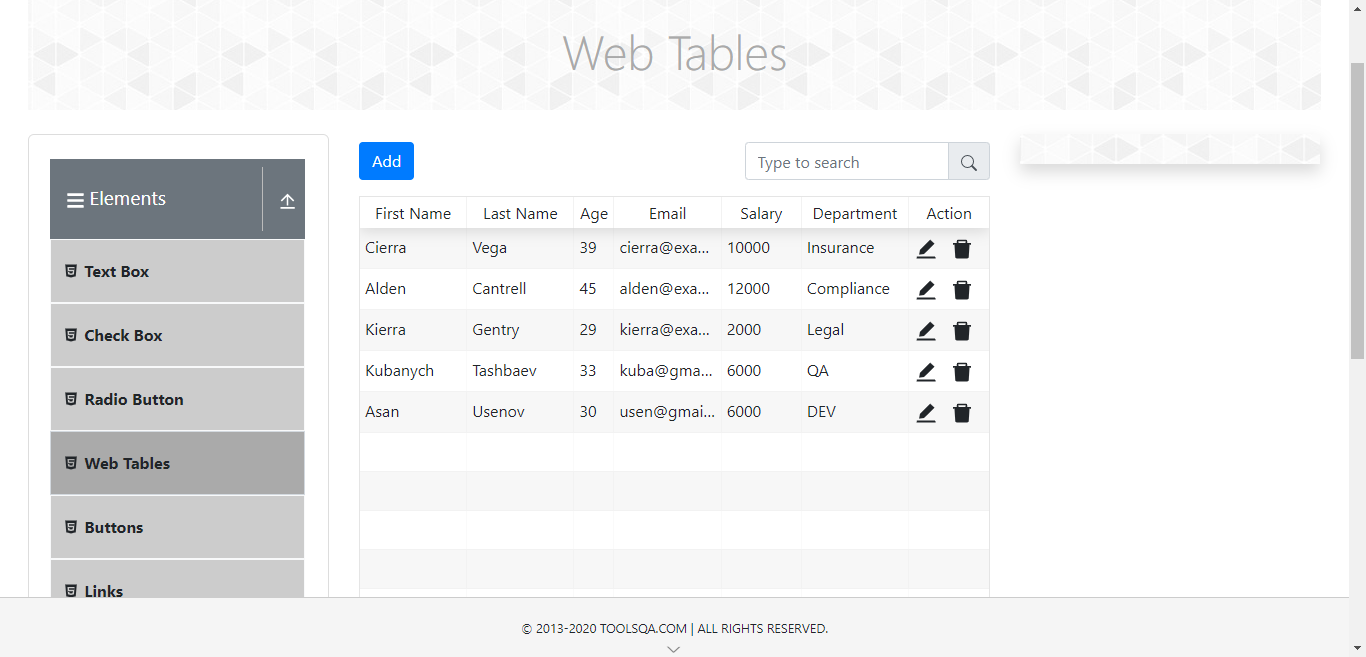 Web Tables
Elements
Text Box
Check Box
Radio Button
Web Tables
Buttons
Links
Add
Type to search
First Name Last Name Age Email Salary Department Action
Cierra Vega 39 cierra@exa... 10000 Insurance
Alden Cantrell 45 alden@exa... 12000 Compliance
Kierra Gentry 29 kierra@exa... 2000 Legal
Kubanych Tashbaev 33 kuba@gma... 6000 QA
Asan Usenov 30 usen@gmai... 6000 DEV
© 2013-2020 TOOLSQA.COM | ALL RIGHTS RESERVED.